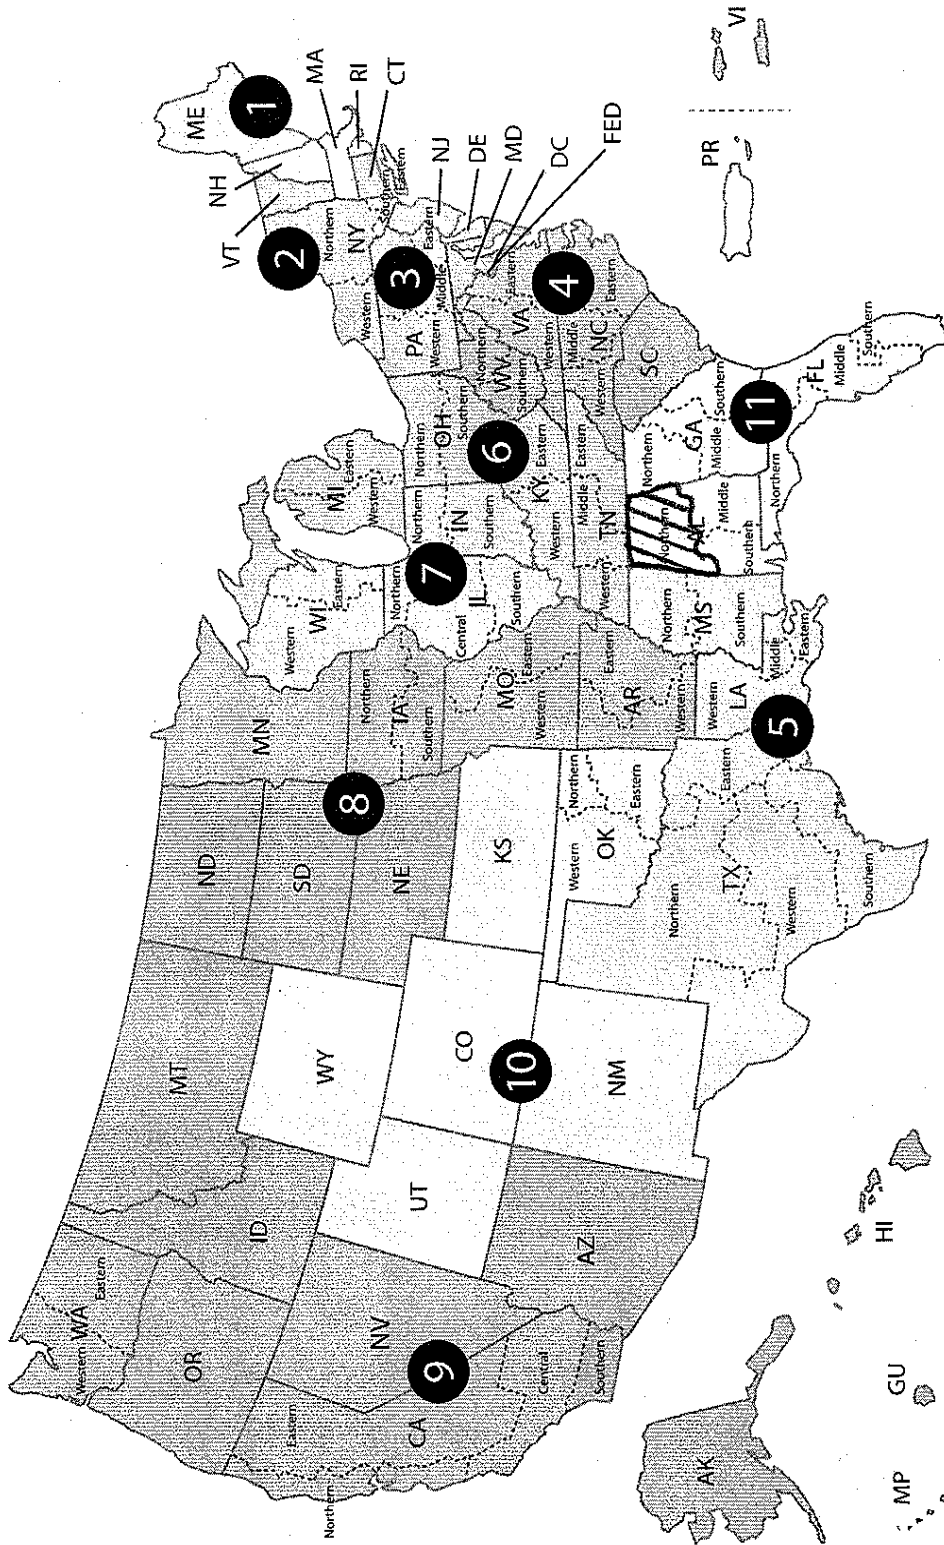 WA
Western
Eastern
OR
ID
MT
ND
SD
MN
NE
Northern
IA
Southern
8
WY
NV
CA
Northern
Eastern
Central
Southern
9
UT
CO
AZ
NM
10
KS
Western
Northern
OK
Eastern
Northern
TX
Eastern
Western
Southern
5
MO
Eastern
Western
AR
Eastern
Western
LA
Western
Middle
Eastern
Northern
MS
Southern
WI
Western
Eastern
MI
Western
Eastern
7
Northern
IL
Central
Southern
Northern
IN
Southern
Northern
OH
Southern
6
KY
Western
Eastern
TN
Western
Middle
Eastern
Northern
AL
Middle
Southern
Northern
GA
Middle
Southern
11
Northern
FL
Middle
Southern
SC
NC
Western
Middle
Eastern
4
VA
Western
Eastern
WV
Northern
Southern
3
PA
Western
Middle
Eastern
2
NY
Western
Northern
Southern
Eastern
VT
NH
ME
1
MA
RI
CT
NJ
DE
MD
DC
FED
AK
HI
GU
MP
PR
VI